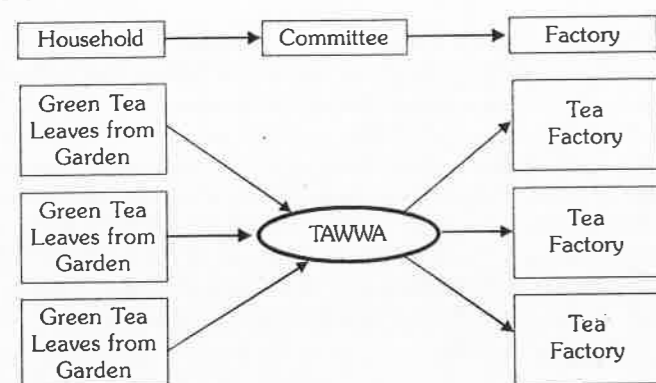 Household Committee Factory
Green Tea
Leaves from
Garden
Tea
Factory
Green Tea
Leaves from
Garden
TAWWA
Tea
Factory
Green Tea
Leaves from
Garden
Tea
Factory